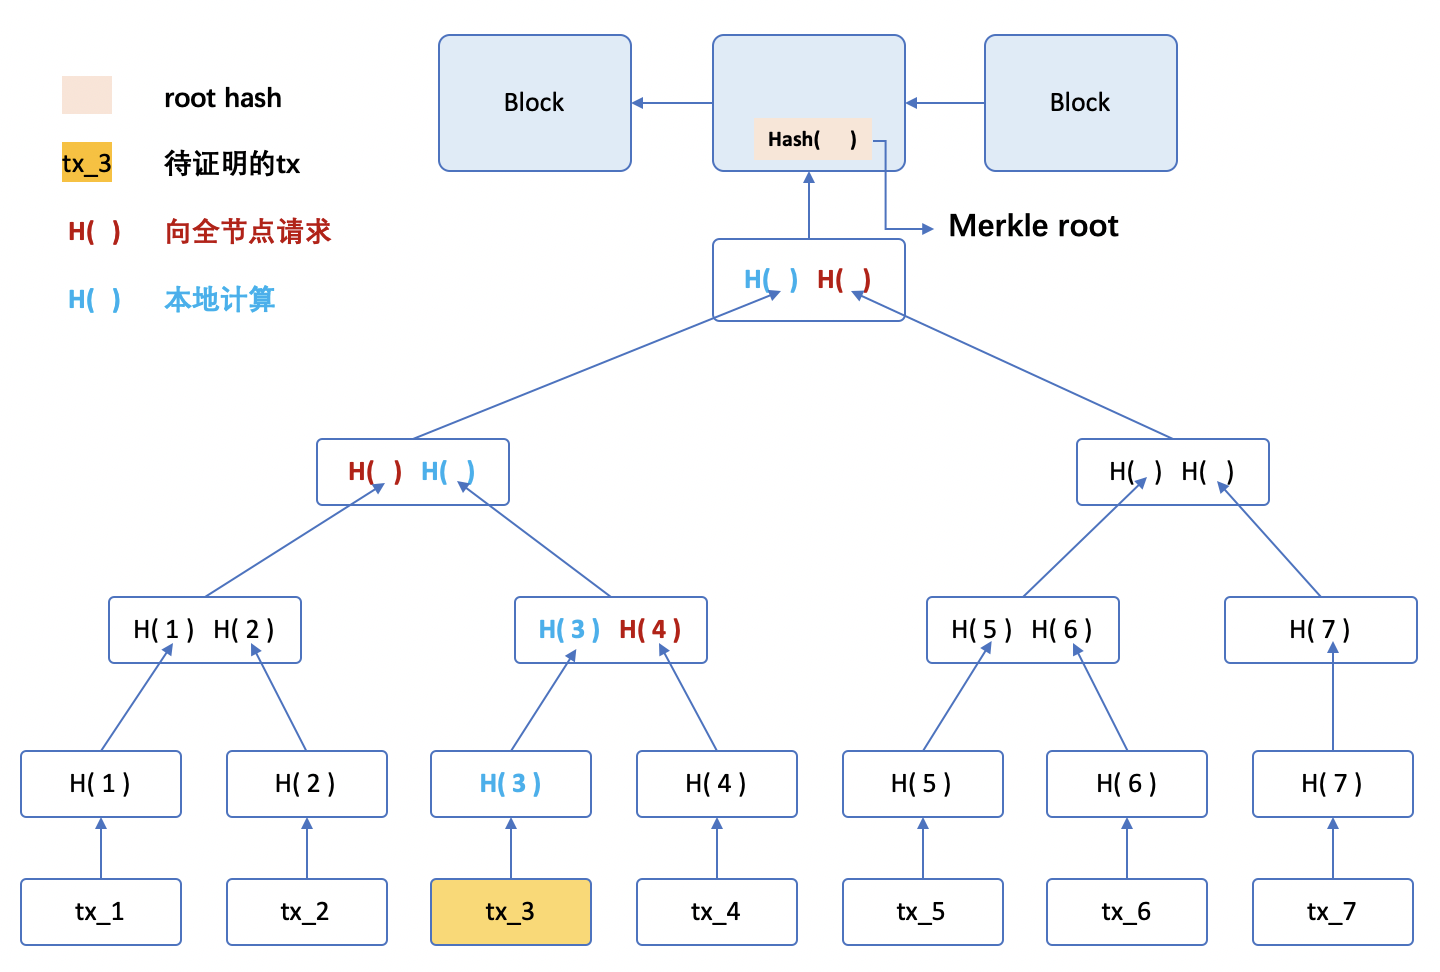 root hash
tx_3 待证明的tx
H( ) 向全节点请求
H( ) 本地计算
Block
Hash( )
Block
Merkle root
H( ) H( )
H( ) H( )
H( ) H( )
H( 1 ) H( 2 )
H( 3 ) H( 4 )
H( 5 ) H( 6 )
H( 7 )
H( 1 )
H( 2 )
H( 3 )
H( 4 )
H( 5 )
H( 6 )
H( 7 )
tx_1
tx_2
tx_3
tx_4
tx_5
tx_6
tx_7